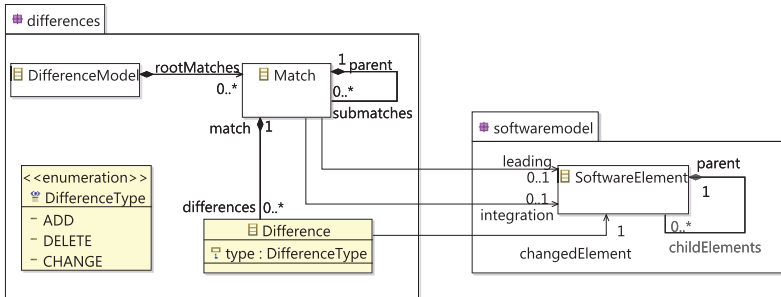 differences
DifferenceModel
rootMatches
0..*
Match
1
parent
0..*
submatches
match
1
softwaremodel
leading
0..1
SoftwareElement
parent
1
0..1
integration
0..*
childElements
<<enumeration>>
DifferenceType
- ADD
- DELETE
- CHANGE
differences
0..*
Difference
type : DifferenceType
1
changedElement